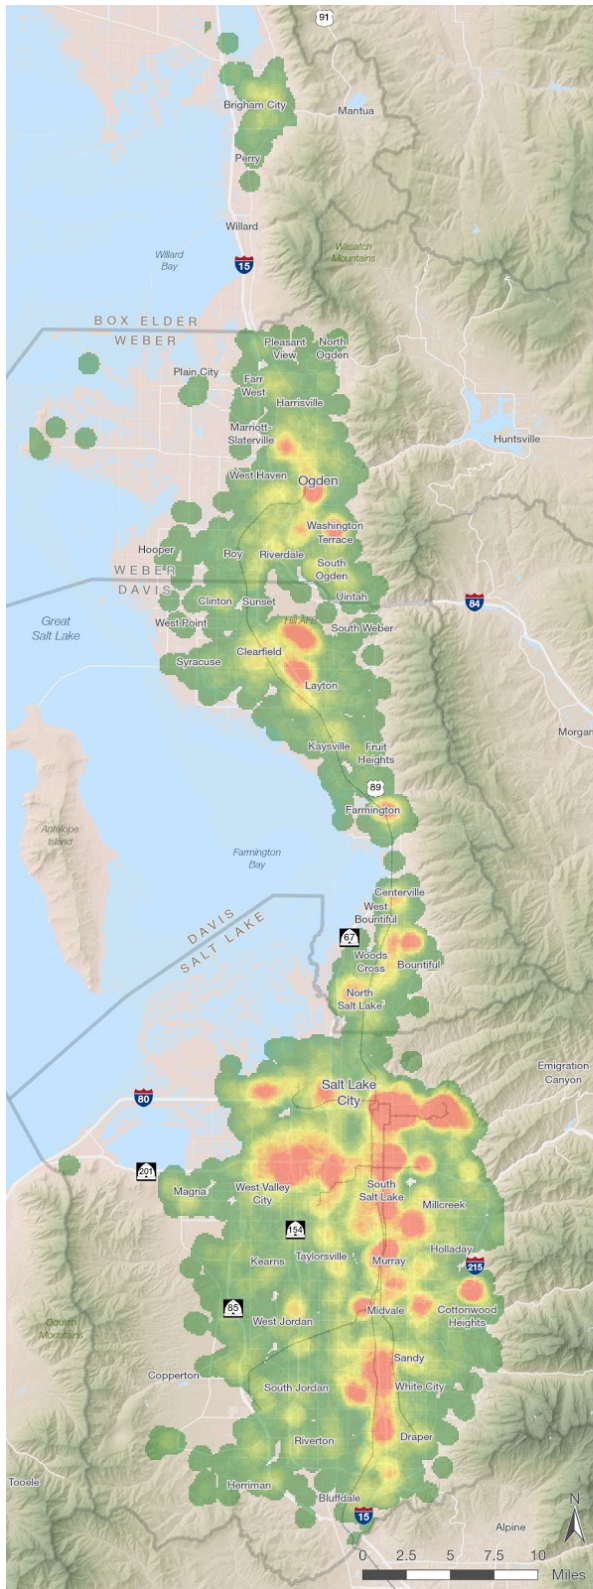 91
Brigham City
Mantua
Perry
Willard
Willard
Bay
Wasatch
Mountains
15
BOX ELDER
WEBER
Pleasant
View
North
Ogden
Plain City
Farr
West
Harrisville
Marriott-
Slaterville
Huntsville
West Haven
Ogden
Washington
Terrace
Hooper
Roy
Riverdale
South
Ogden
WEBER
DAVIS
Uintah
Clinton
Sunset
84
Great
Salt Lake
West Point
Hill AFB
South Weber
Clearfield
Syracuse
Layton
Morgan
Kaysville
Fruit
Heights
89
Farmington
Antelope
Island
Farmington
Bay
Centerville
West
Bountiful
DAVIS
SALT LAKE
67
Woods
Cross
Bountiful
North
Salt Lake
Emigration
Canyon
Salt Lake
City
80
201
Magna
West Valley
City
South
Salt Lake
Millcreek
154
Taylorsville
Holladay
Kearns
Murray
215
85
West Jordan
Midvale
Cottonwood
Heights
Oquirrh
Mountains
Copperton
Sandy
South Jordan
White City
Riverton
Draper
Tooele
Herriman
Bluffdale
15
N
Alpine
0 2.5 5 7.5 10
Miles